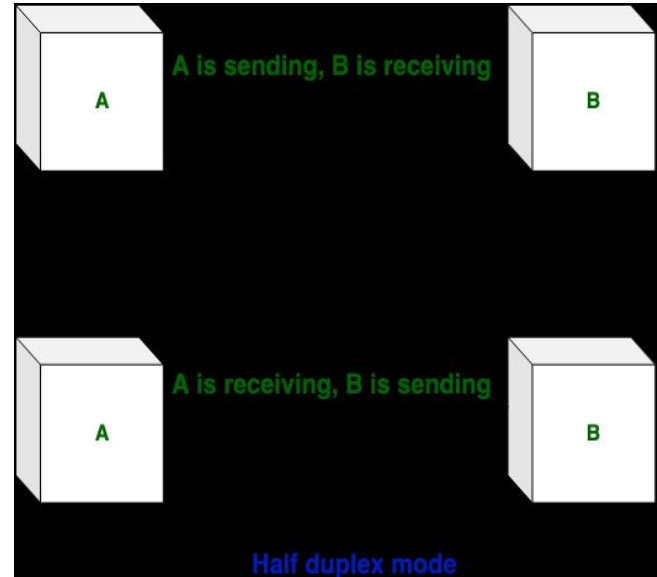 A is sending, B is receiving
A
B
A is receiving, B is sending
A
B
Half duplex mode